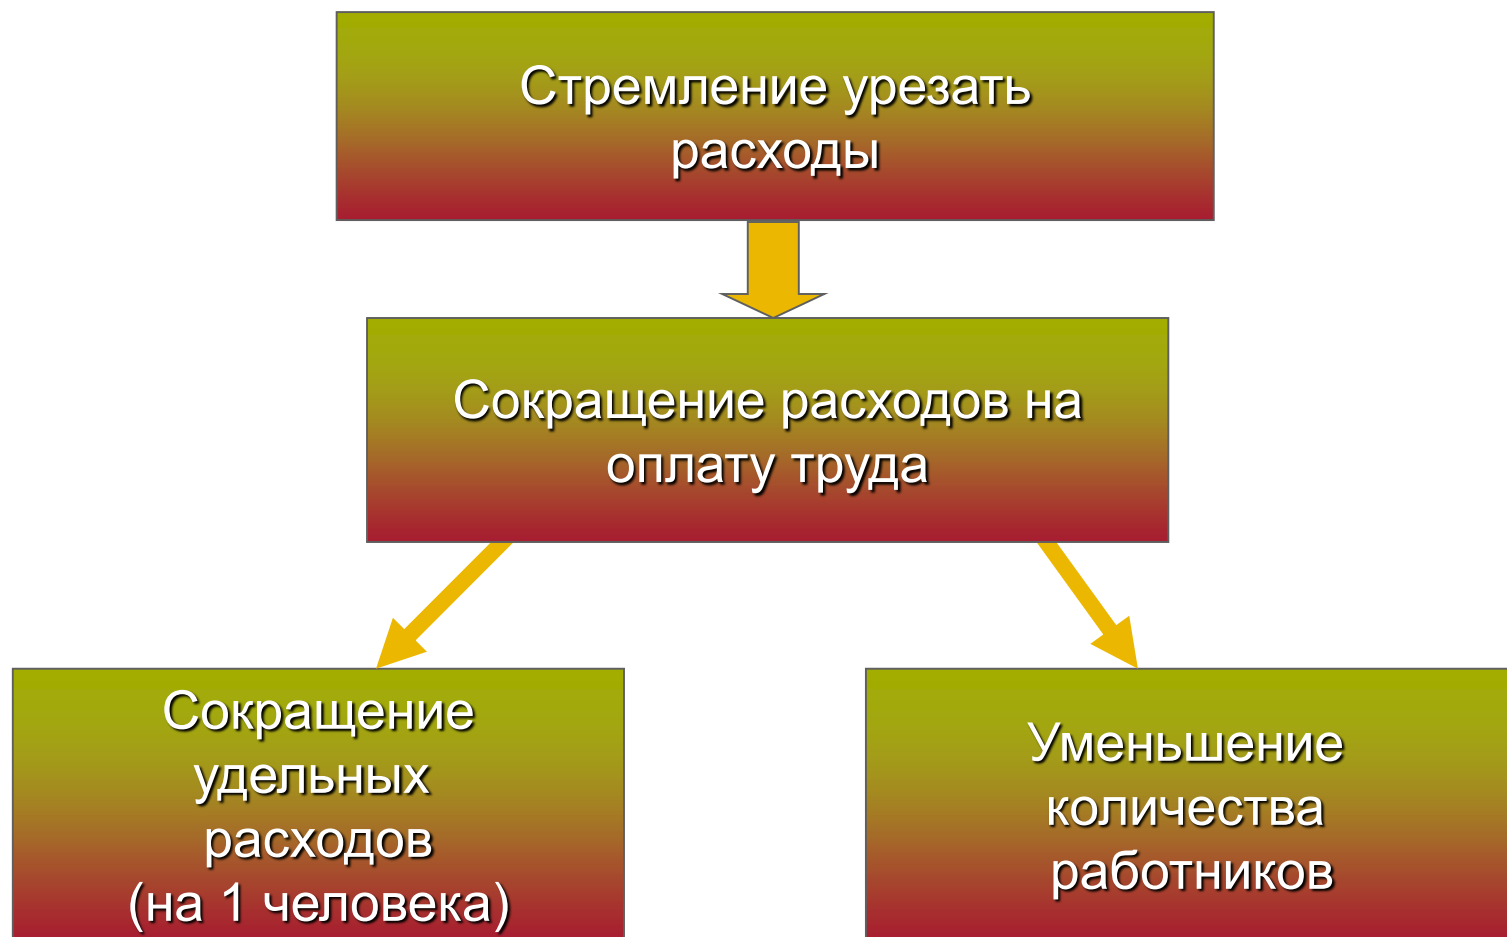 Стремление урезать
расходы
Сокращение расходов на
оплату труда
Сокращение
удельных
расходов
(на 1 человека)
Уменьшение
количества
работников